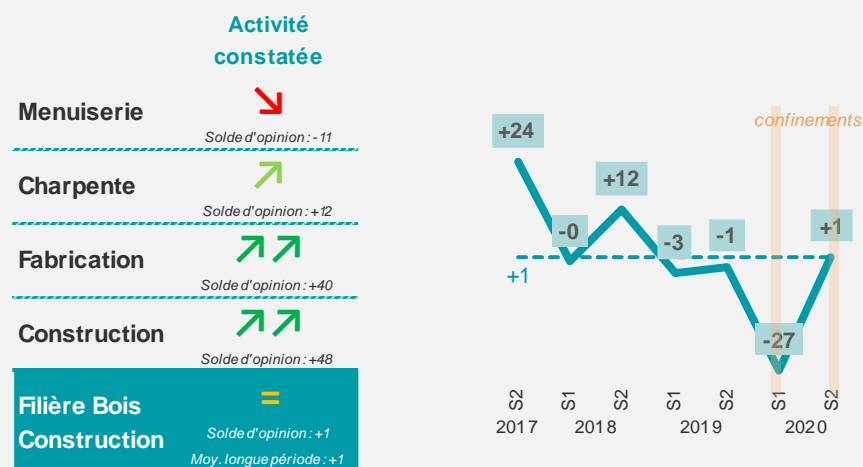 Activité
constatée
Menuiserie
Solde d'opinion : -11
Charpente
Solde d'opinion : +12
Fabrication
Solde d'opinion : +40
Construction
Solde d'opinion : +48
Filière Bois
Construction
=
Solde d'opinion : +1
Moy. longue période : +1
confinements
+24
-0
+12
-3
-1
-27
+1
+1
S2
S1
S2
S1
S2
S1
S2
2017
2018
2019
2020